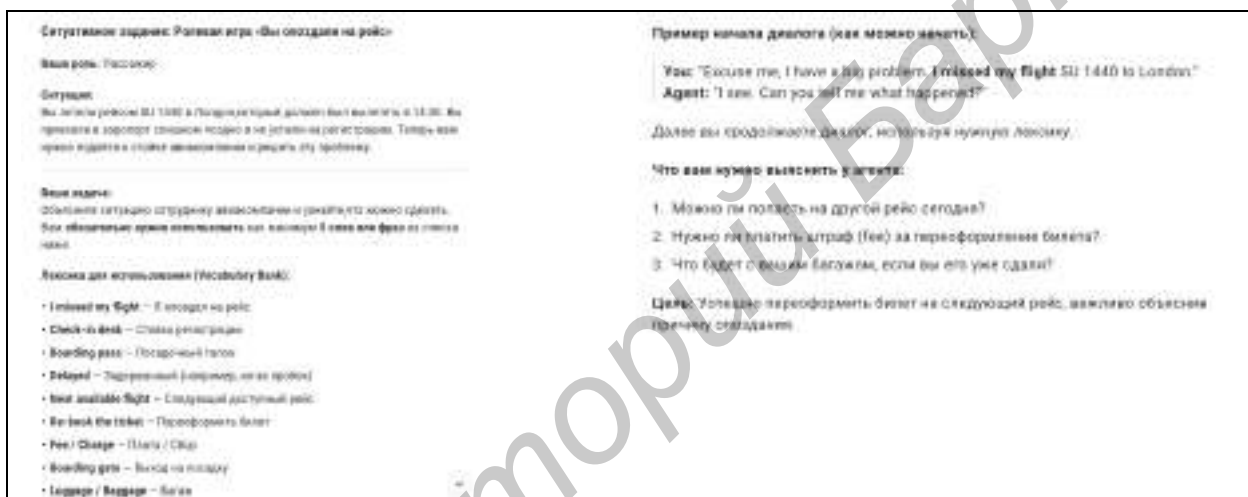 Ситуативное задание: Ролевая игра «Вы опоздали на рейс»
Ваша роль: Пассажир
Ситуация:
Вы летели рейсом SU 1440 в Лондон, который должен был вылететь в Вы
приехали в аэропорт слишком поздно и не успели на регистрацию. Теперь вам
нужно подойти к стойке авиакомпании и решить эту проблему.
Ваша задача:
Объясните ситуацию сотруднику авиакомпании и узнайте, что можно сделать.
Вам обязательно нужно использовать как минимум слов или фраз из списка
ниже.
Лексика для использования (Vocabulary Bank):
• I missed my flight – Я опоздал на рейс
• Check-in desk – Стойка регистрации
• Boarding pass – Посадочный талон
• Delayed – Задержанный (например, из-за пробок)
• Next available flight – Следующий доступный рейс
• Re-book the ticket – Переоформить билет
• Fee / Charge – Плата / Сбор
• Boarding gate – Выход на посадку
• Luggage / Baggage – Багаж
Пример начала диалога (как можно начать):
You: "Excuse me, I have a big problem. I missed my flight SU 1440 to London."
Agent: "I see. Can you tell me what happened?"
Далее вы продолжаете диалог, используя нужную лексику.
Что вам нужно выяснить у агента:
1. Можно ли попасть на другой рейс сегодня?
2. Нужно ли платить штраф (fee) за переоформление билета?
3. Что будет с вашим багажом, если вы его уже сдали?
Цель: Успешно переоформить билет на следующий рейс, вежливо объяснив
причину опоздания.